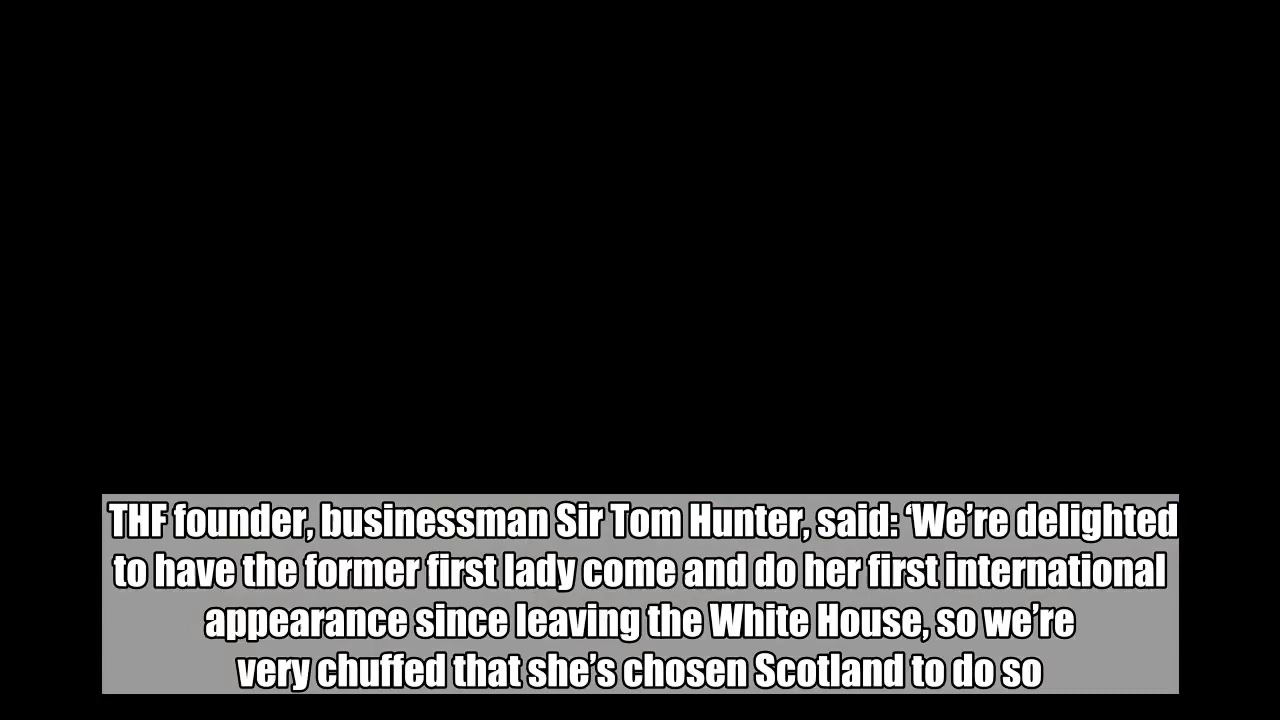 THF founder, businessman Sir Tom Hunter, said: ‘We’re delighted
to have the former first lady come and do her first international
appearance since leaving the White House, so we’re
very chuffed that she’s chosen Scotland to do so